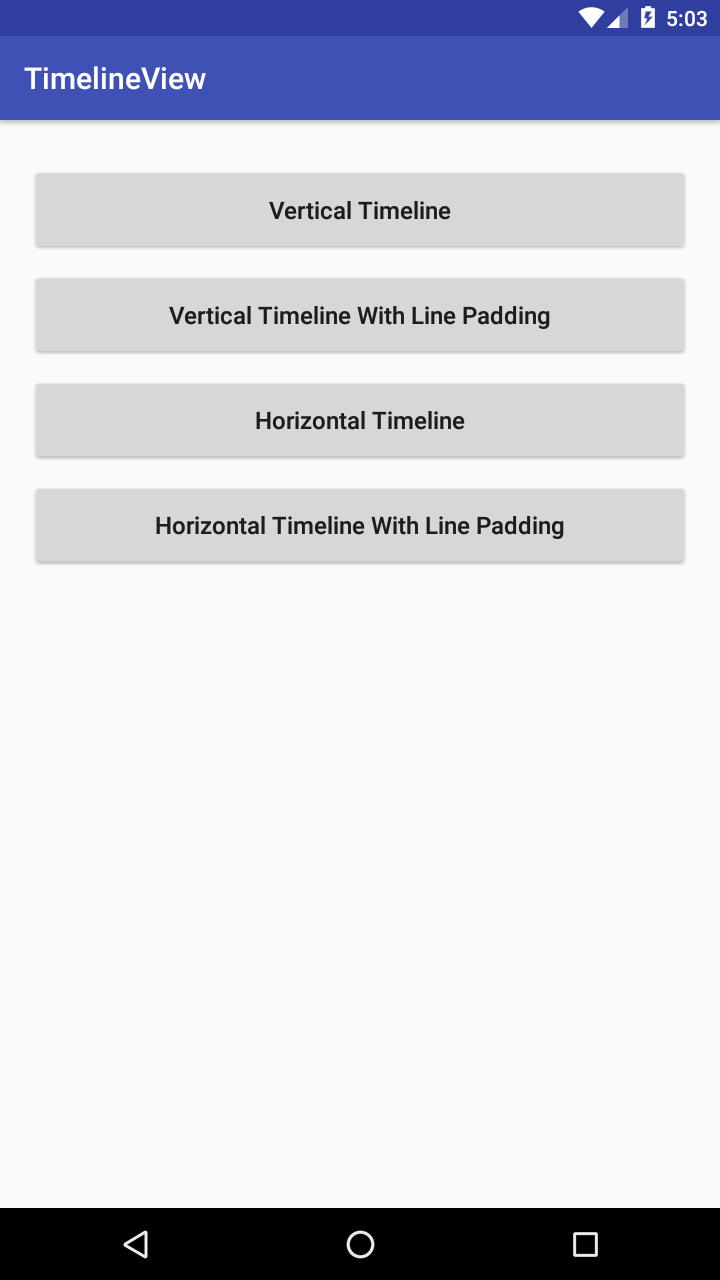 5:03
TimelineView
Vertical Timeline
Vertical Timeline With Line Padding
Horizontal Timeline
Horizontal Timeline With Line Padding